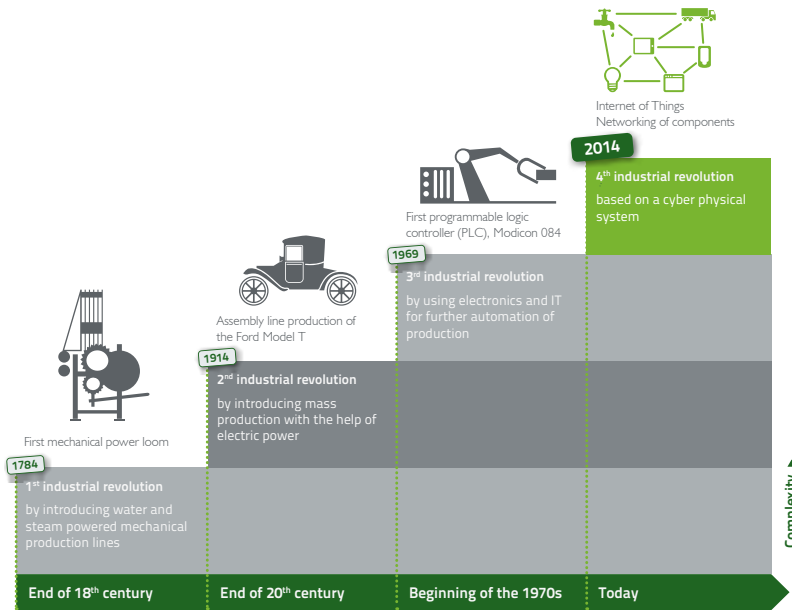 Internet of Things
Networking of components
2014
4th industrial revolution
based on a cyber physical
system
First programmable logic
controller (PLC), Modicon 084
1969
3rd industrial revolution
by using electronics and IT
for further automation of
production
Assembly line production of
the Ford Model T
1914
2nd industrial revolution
by introducing mass
production with the help of
electric power
First mechanical power loom
1784
1st industrial revolution
by introducing water and
steam powered mechanical
production lines
Complexity
End of 18th century
End of 20th century
Beginning of the 1970s
Today